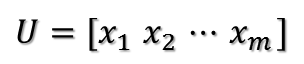 U = [x₁ x₂ ⋯ xₘ]